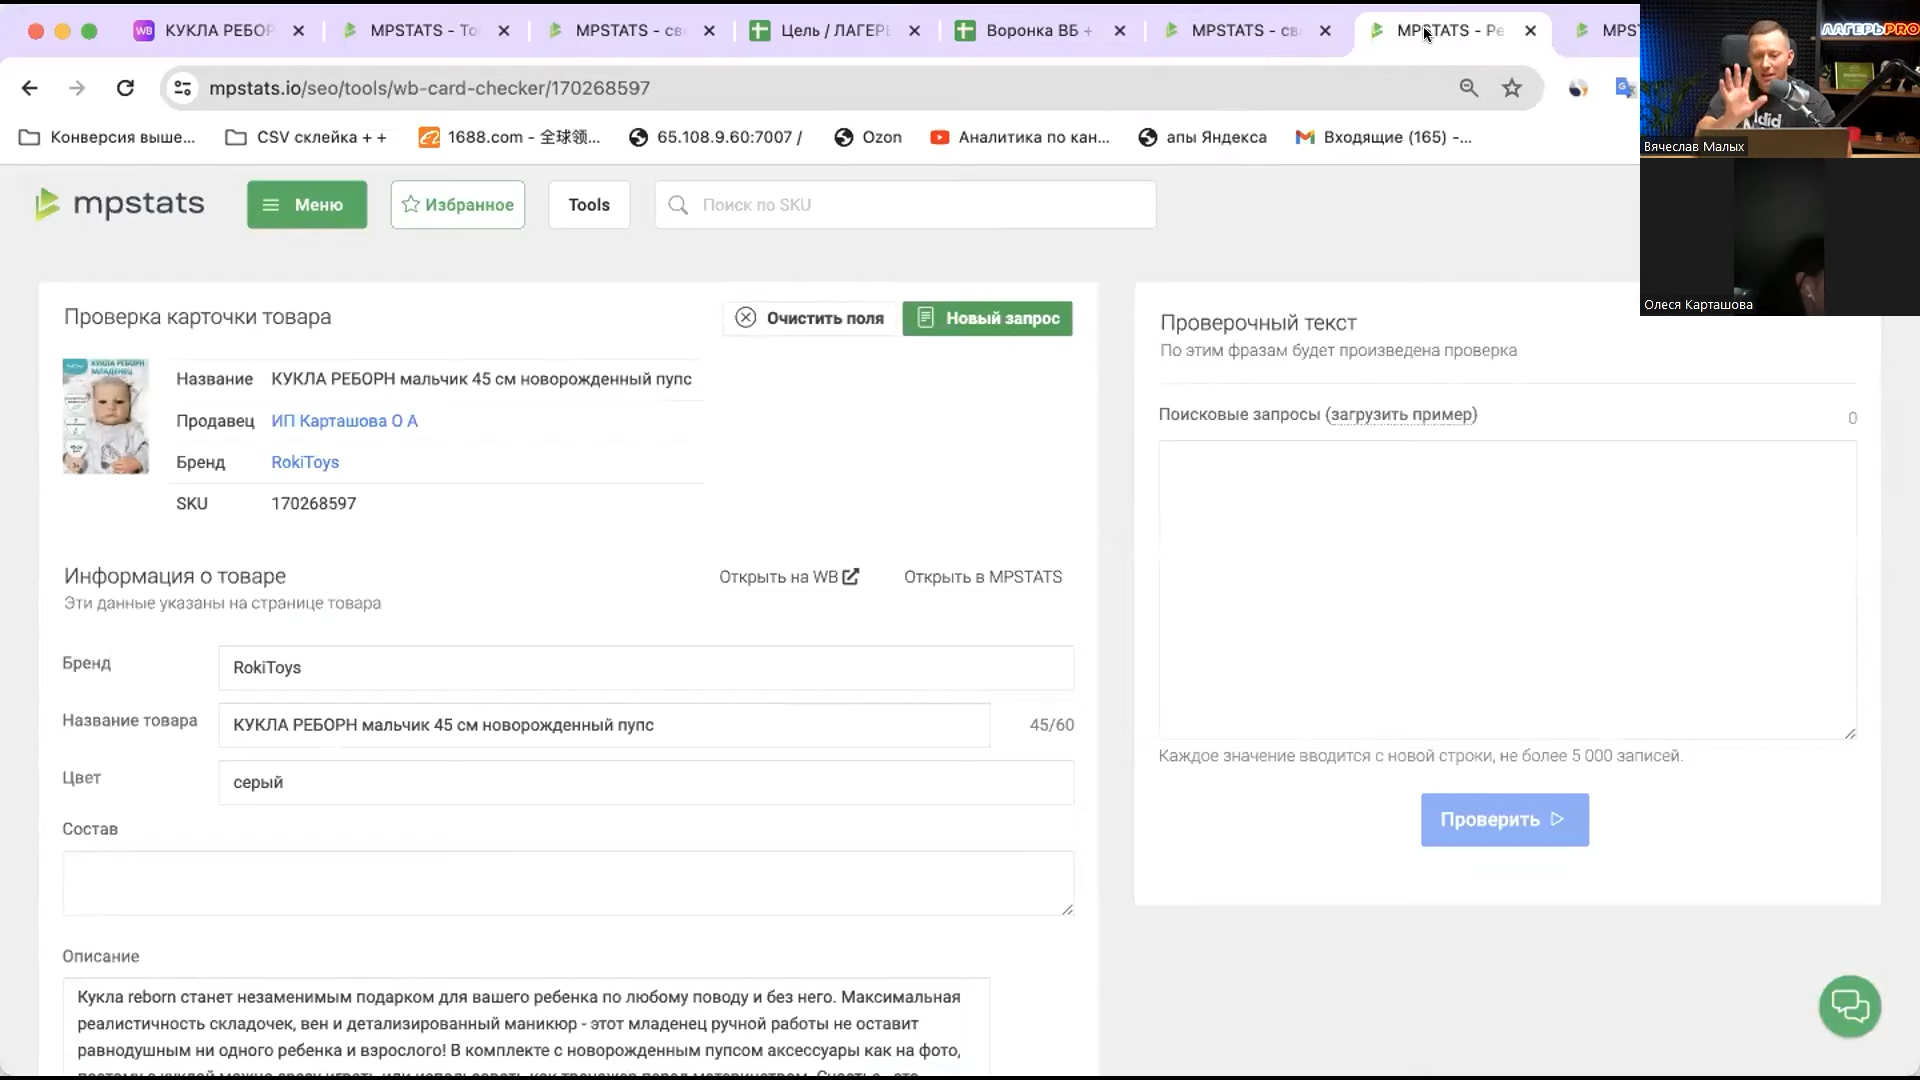 КУКЛА РЕБОР
MPSTATS - То
MPSTATS - св
Цель / ЛАГЕРЬ
Воронка ВБ +
MPSTATS - св
MPSTATS - Ре
MPST
ЛАГЕРЬPRO
mpstats.io/seo/tools/wb-card-checker/170268597
Конверсия выше...
CSV склейка + +
1688.com - 全球领...
65.108.9.60:7007 /
Ozon
Аналитика по кан...
апы Яндекса
Входящие (165) -...
Вячеслав Малых
mpstats
Меню
Избранное
Tools
Поиск по SKU
Олеся Карташова
Проверка карточки товара
Очистить поля
Новый запрос
Название КУКЛА РЕБОРН мальчик 45 см новорожденный пупс
Продавец ИП Карташова О А
Бренд RokiToys
SKU 170268597
Информация о товаре
Открыть на WB
Открыть в MPSTATS
Эти данные указаны на странице товара
Бренд RokiToys
Название товара КУКЛА РЕБОРН мальчик 45 см новорожденный пупс 45/60
Цвет серый
Состав
Описание
Кукла reborn станет незаменимым подарком для вашего ребенка по любому поводу и без него. Максимальная
реалистичность складочек, вен и детализированный маникюр - этот младенец ручной работы не оставит
равнодушным ни одного ребенка и взрослого! В комплекте с новорожденным пупсом аксессуары как на фото,
Проверочный текст
По этим фразам будет произведена проверка
Поисковые запросы (загрузить пример) 0
Каждое значение вводится с новой строки, не более 5 000 записей.
Проверить